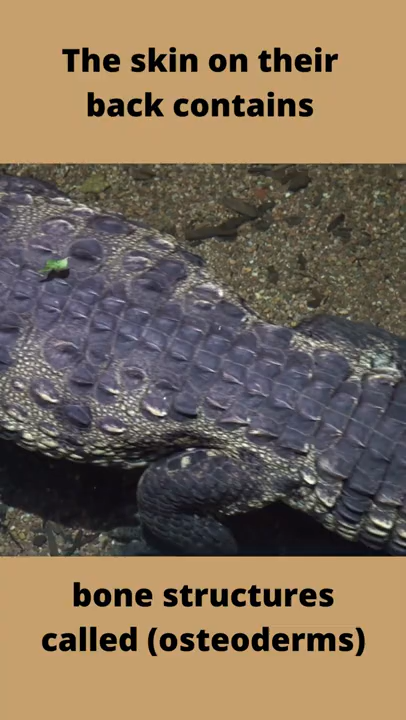 The skin on their
back contains
bone structures
called (osteoderms)